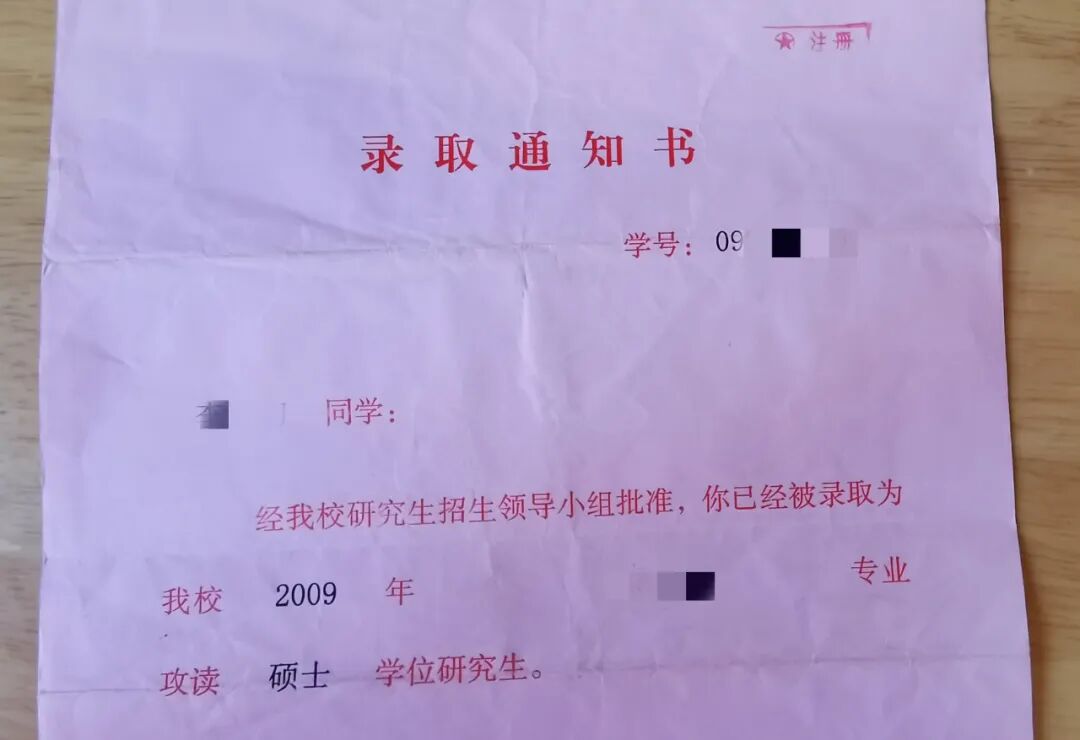 注册
录取通知书
学号：09
同学：
经我校研究生招生领导小组批准，你已经被录取为
我校 2009 年 专业
攻读 硕士 学位研究生。